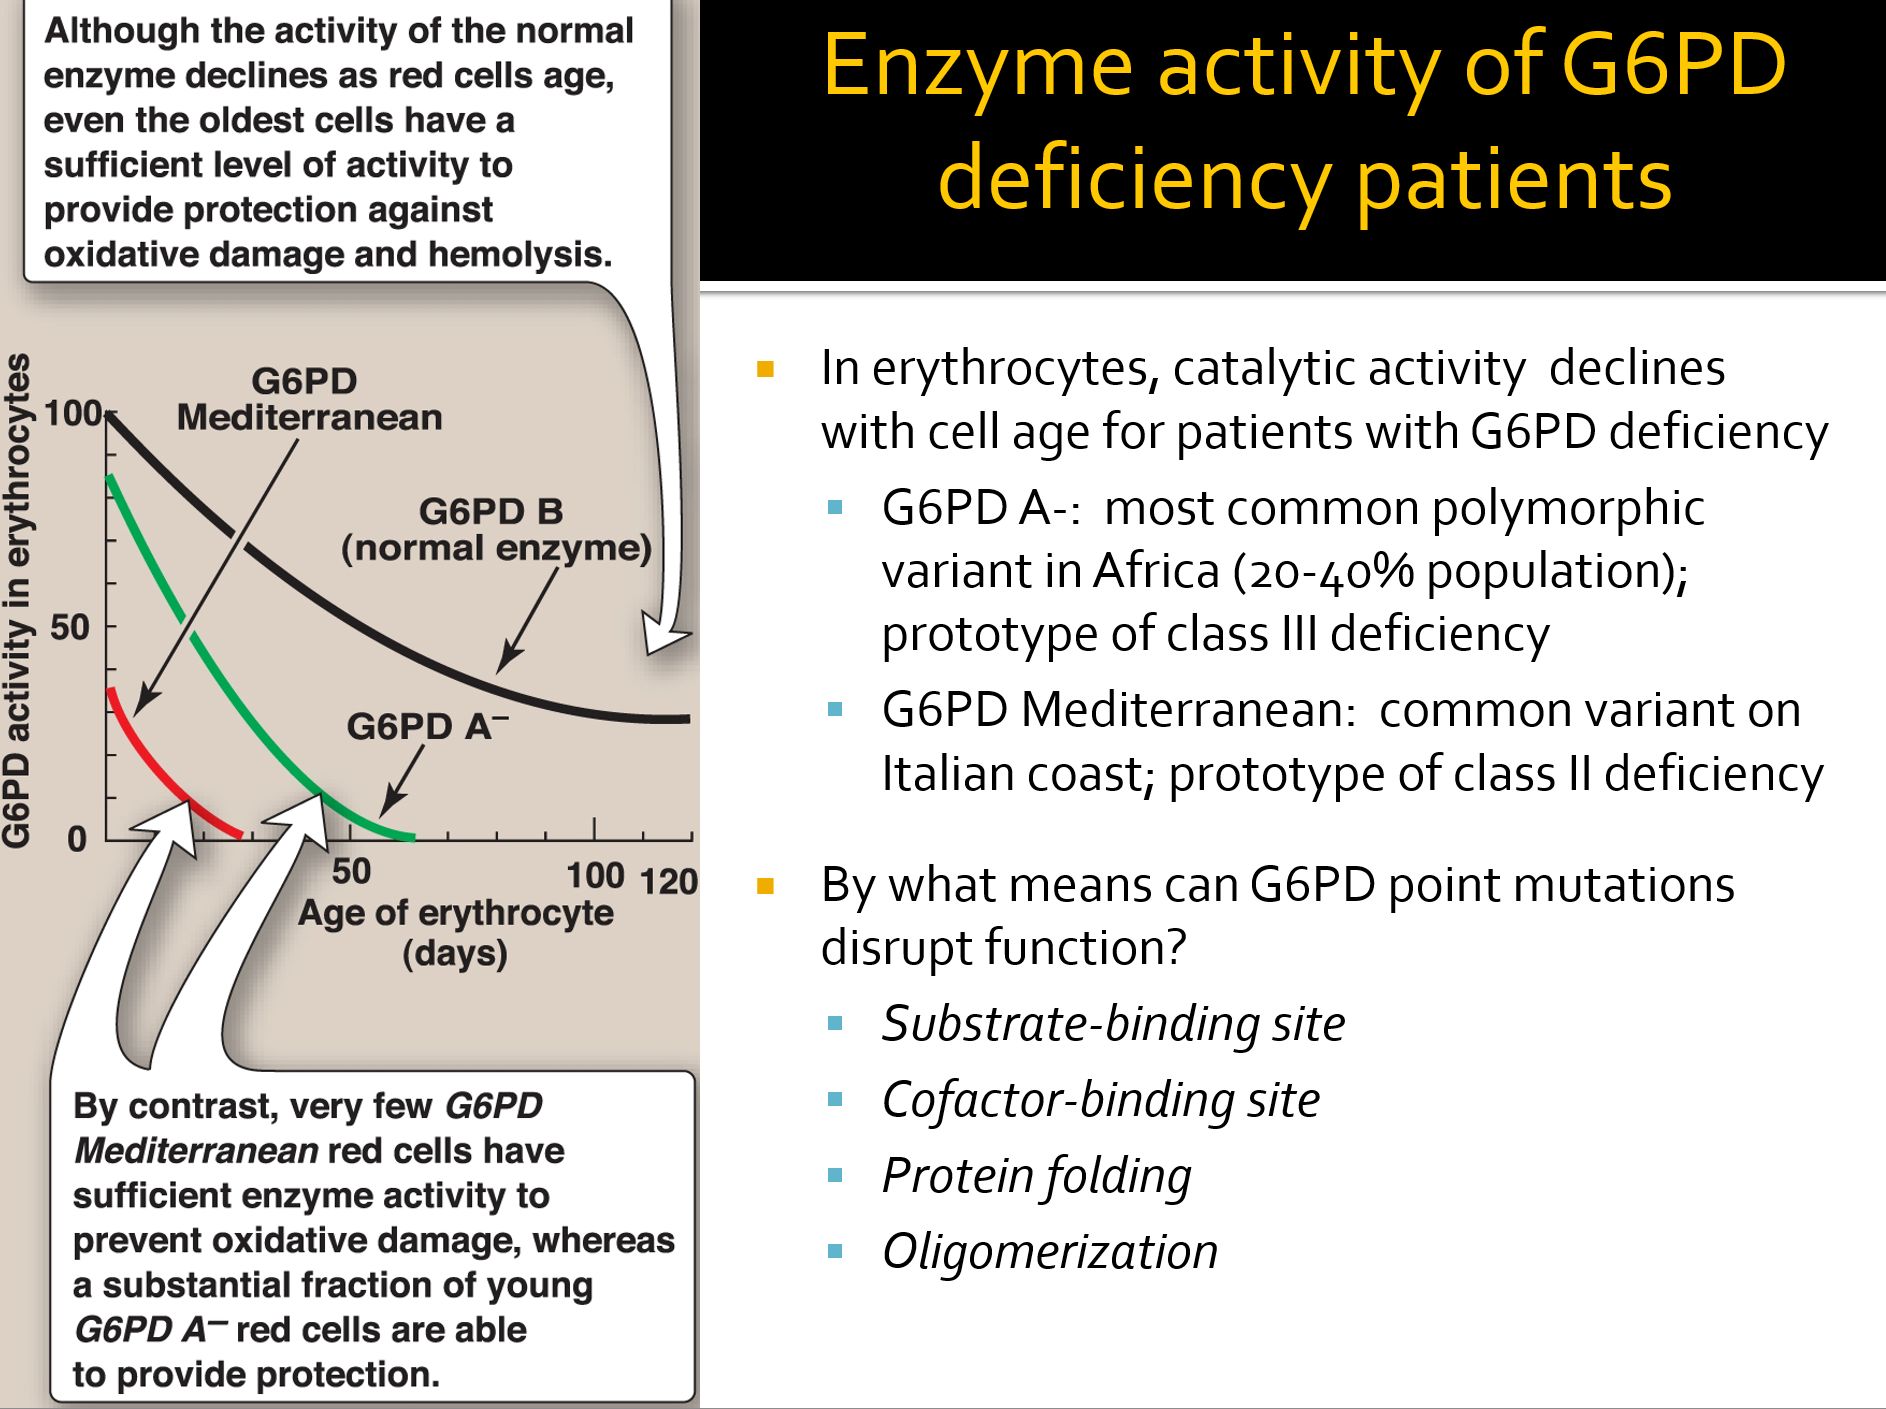 Although the activity of the normal
enzyme declines as red cells age,
even the oldest cells have a
sufficient level of activity to
provide protection against
oxidative damage and hemolysis.
G6PD activity in erythrocytes
100
50
0
G6PD
Mediterranean
G6PD B
(normal enzyme)
G6PD A–
50
100
120
Age of erythrocyte
(days)
By contrast, very few G6PD
Mediterranean red cells have
sufficient enzyme activity to
prevent oxidative damage, whereas
a substantial fraction of young
G6PD A– red cells are able
to provide protection.
Enzyme activity of G6PD
deficiency patients
In erythrocytes, catalytic activity  declines
with cell age for patients with G6PD deficiency
G6PD A-:  most common polymorphic
variant in Africa (20-40% population);
prototype of class III deficiency
G6PD Mediterranean:  common variant on
Italian coast; prototype of class II deficiency
By what means can G6PD point mutations
disrupt function?
Substrate-binding site
Cofactor-binding site
Protein folding
Oligomerization